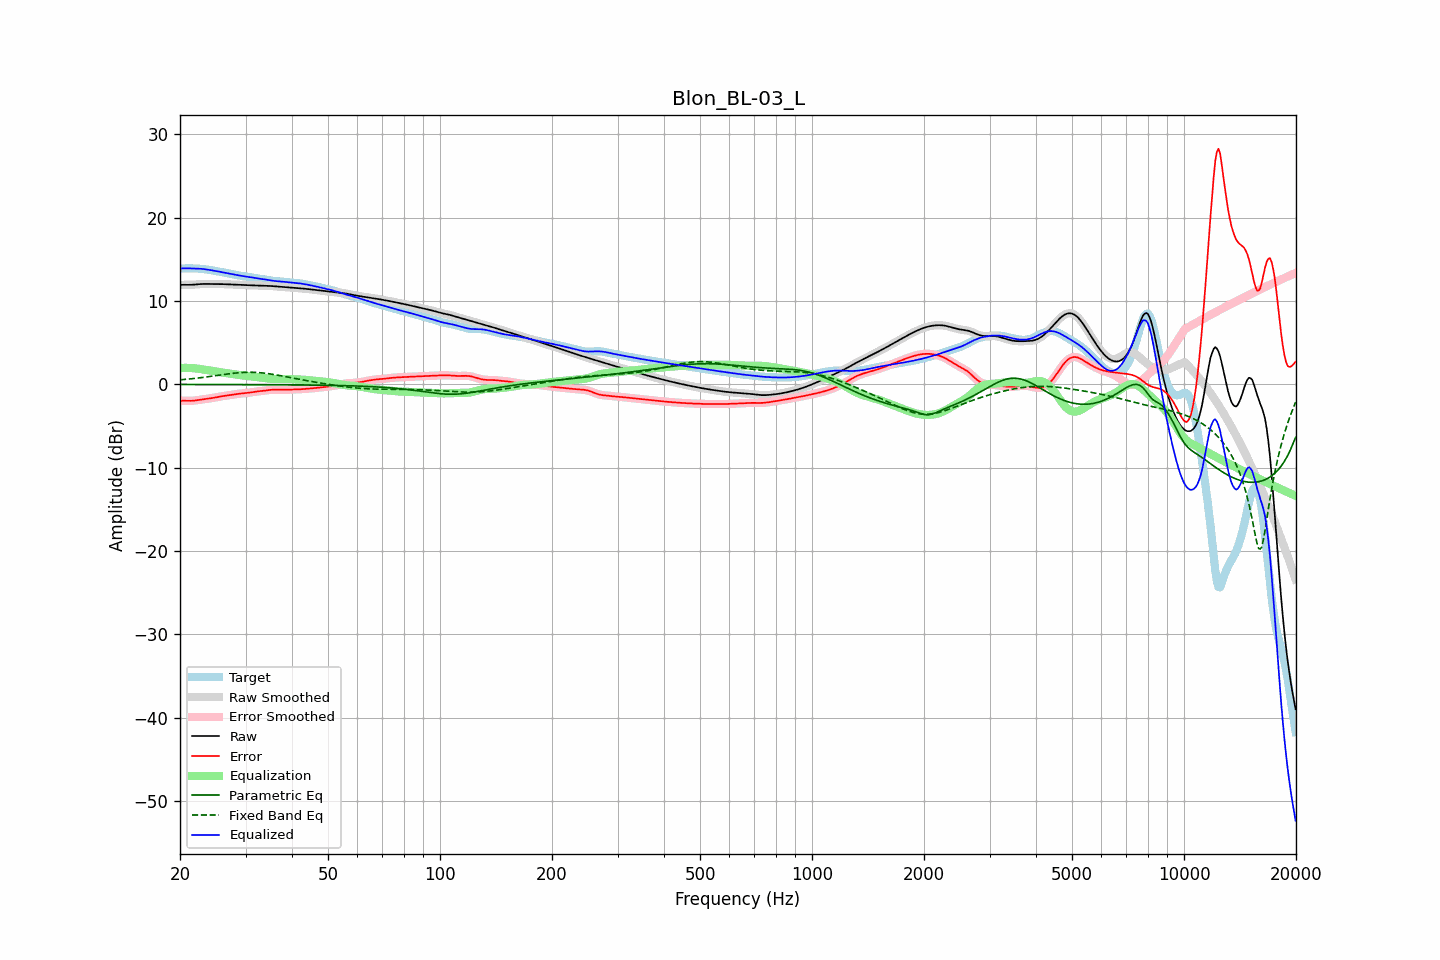 Blon_BL-03_L
30
20
10
0
−10
−20
−30
−40
−50
Amplitude (dBr)
Target
Raw Smoothed
Error Smoothed
Raw
Error
Equalization
Parametric Eq
Fixed Band Eq
Equalized
20 50 100 200 500 1000 2000 5000 10000 20000
Frequency (Hz)